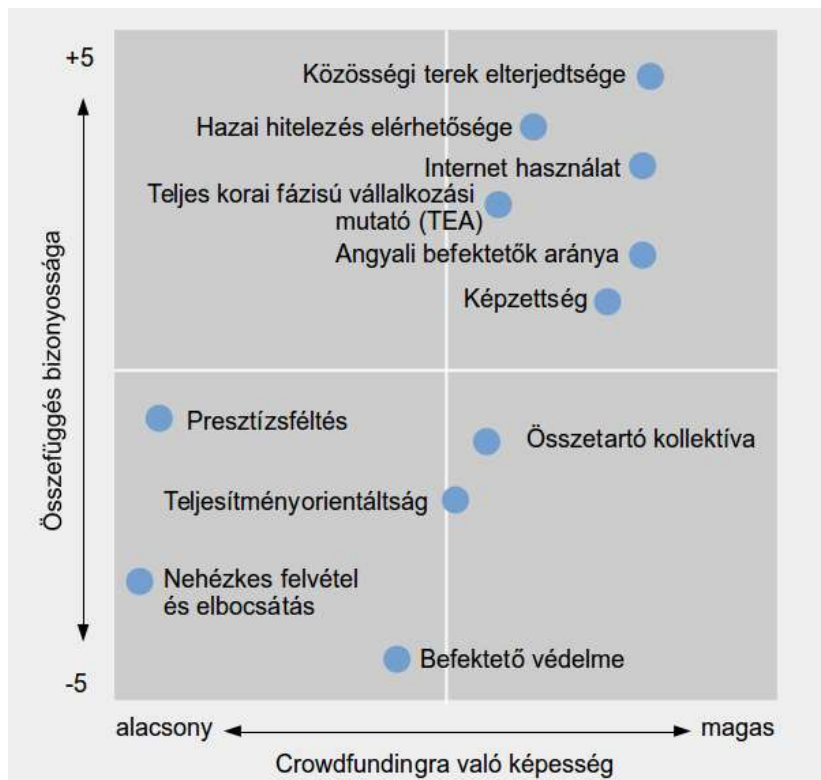 +5
Közösségi terek elterjedtsége
Hazai hitelezés elérhetősége
Internet használat
Teljes korai fázisú vállalkozási
mutató (TEA)
Angyali befektetők aránya
Képzettség
Összefüggés bizonyossága
Presztízsféltés
Összetartó kollektíva
Teljesítményorientáltság
Nehézkes felvétel
és elbocsátás
Befektető védelme
-5
alacsony
magas
Crowdfundingra való képesség